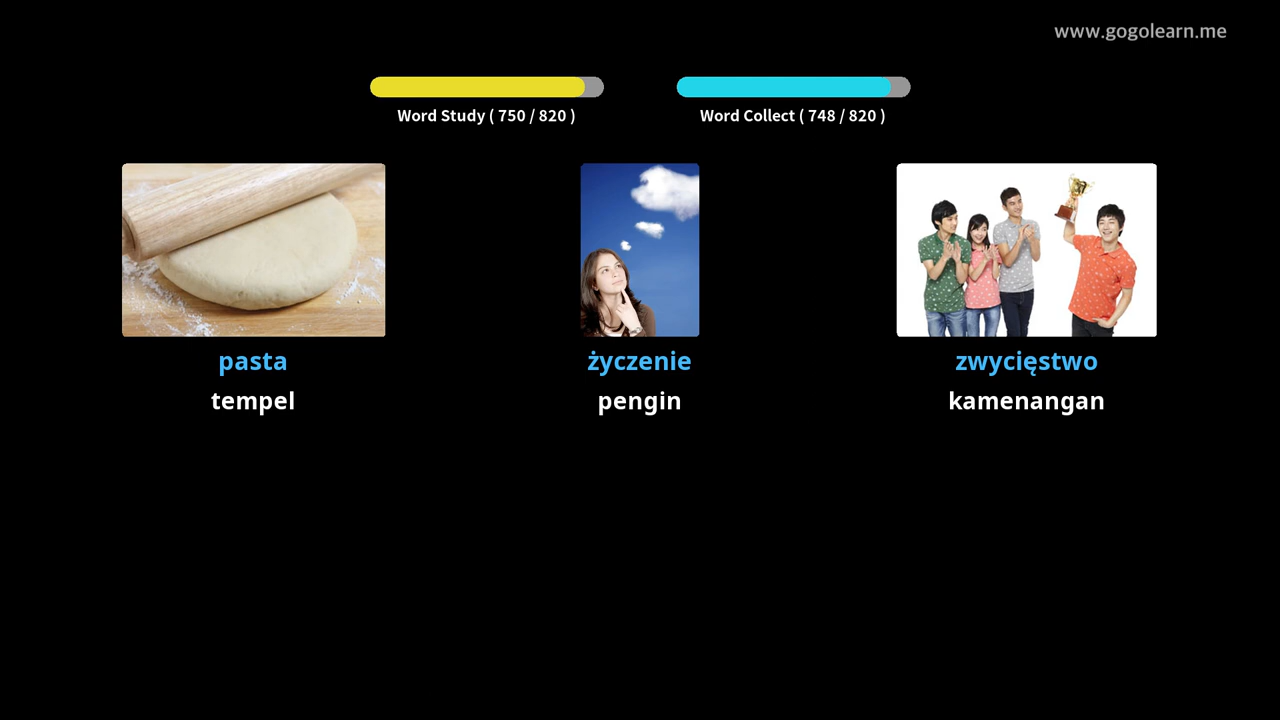 www.gogolearn.me
Word Study ( 750 / 820 )
Word Collect ( 748 / 820 )
pasta
tempel
życzenie
pengin
zwycięstwo
kamenangan